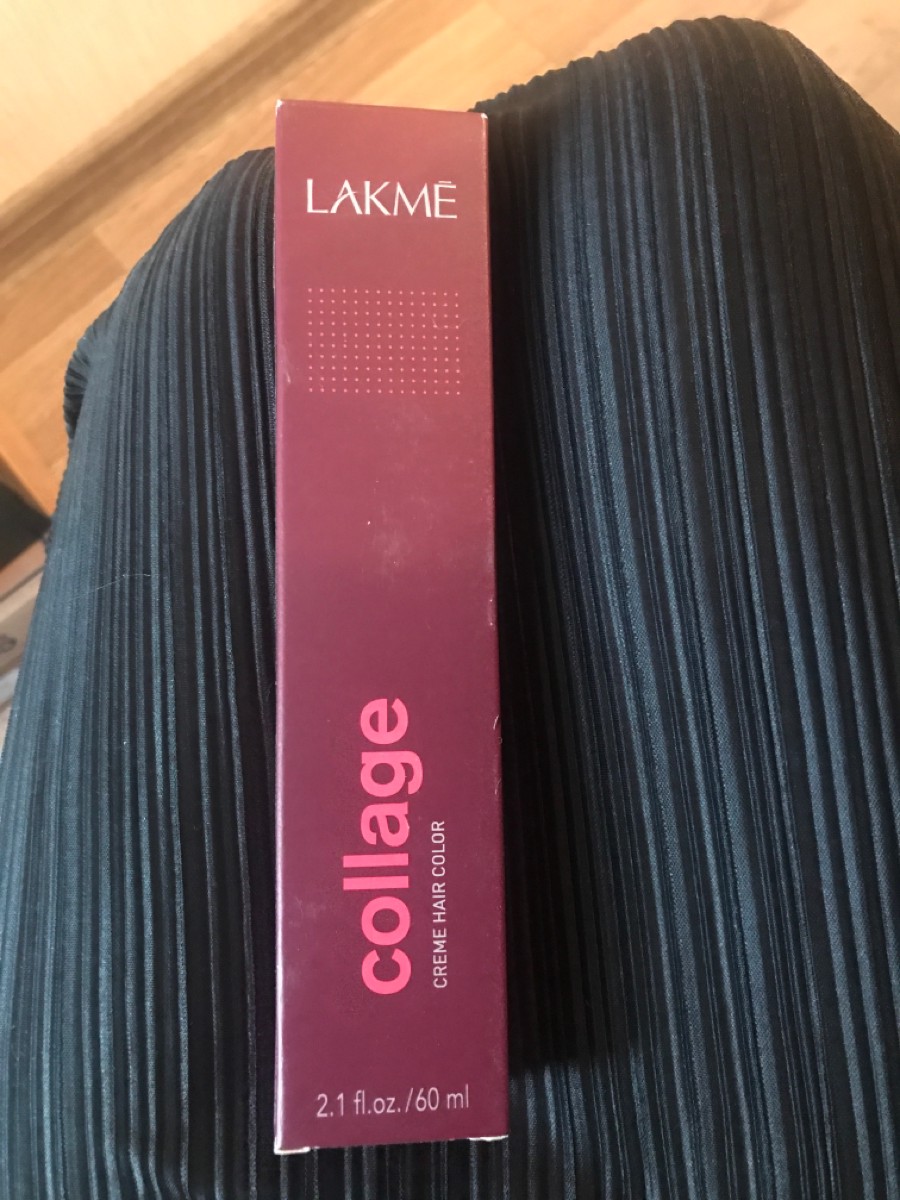 LAKMĒ
collage
CREME HAIR COLOR
2.1 fl.oz./60 ml